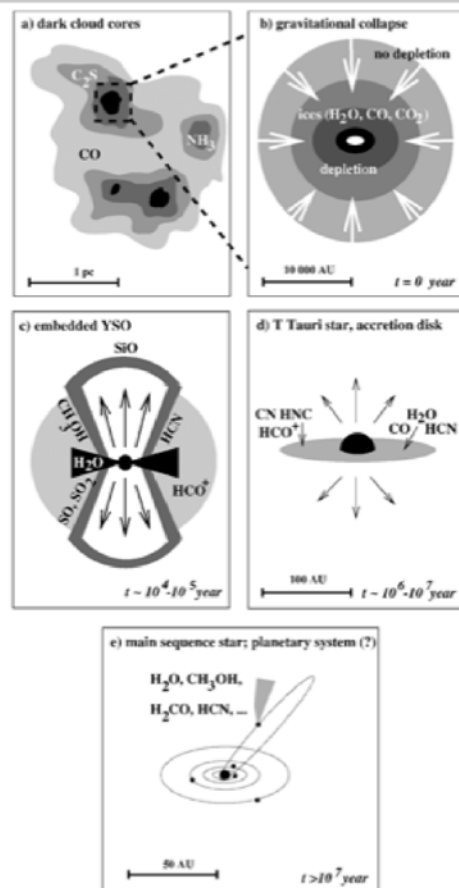 a) dark cloud cores
C2S
CO
NH3
1 pc
b) gravitational collapse
no depletion
ices (H2O, CO, CO2)
depletion
10 000 AU
t = 0 year
c) embedded YSO
SiO
CH3OH
HCN
H2O
SO, SO2
HCO+
t ~ 10^4-10^5 year
d) T Tauri star, accretion disk
CN HNC
HCO+
H2O
CO HCN
100 AU
t ~ 10^6-10^7 year
e) main sequence star; planetary system (?)
H2O, CH3OH,
H2CO, HCN, ...
50 AU
t >10^7 year